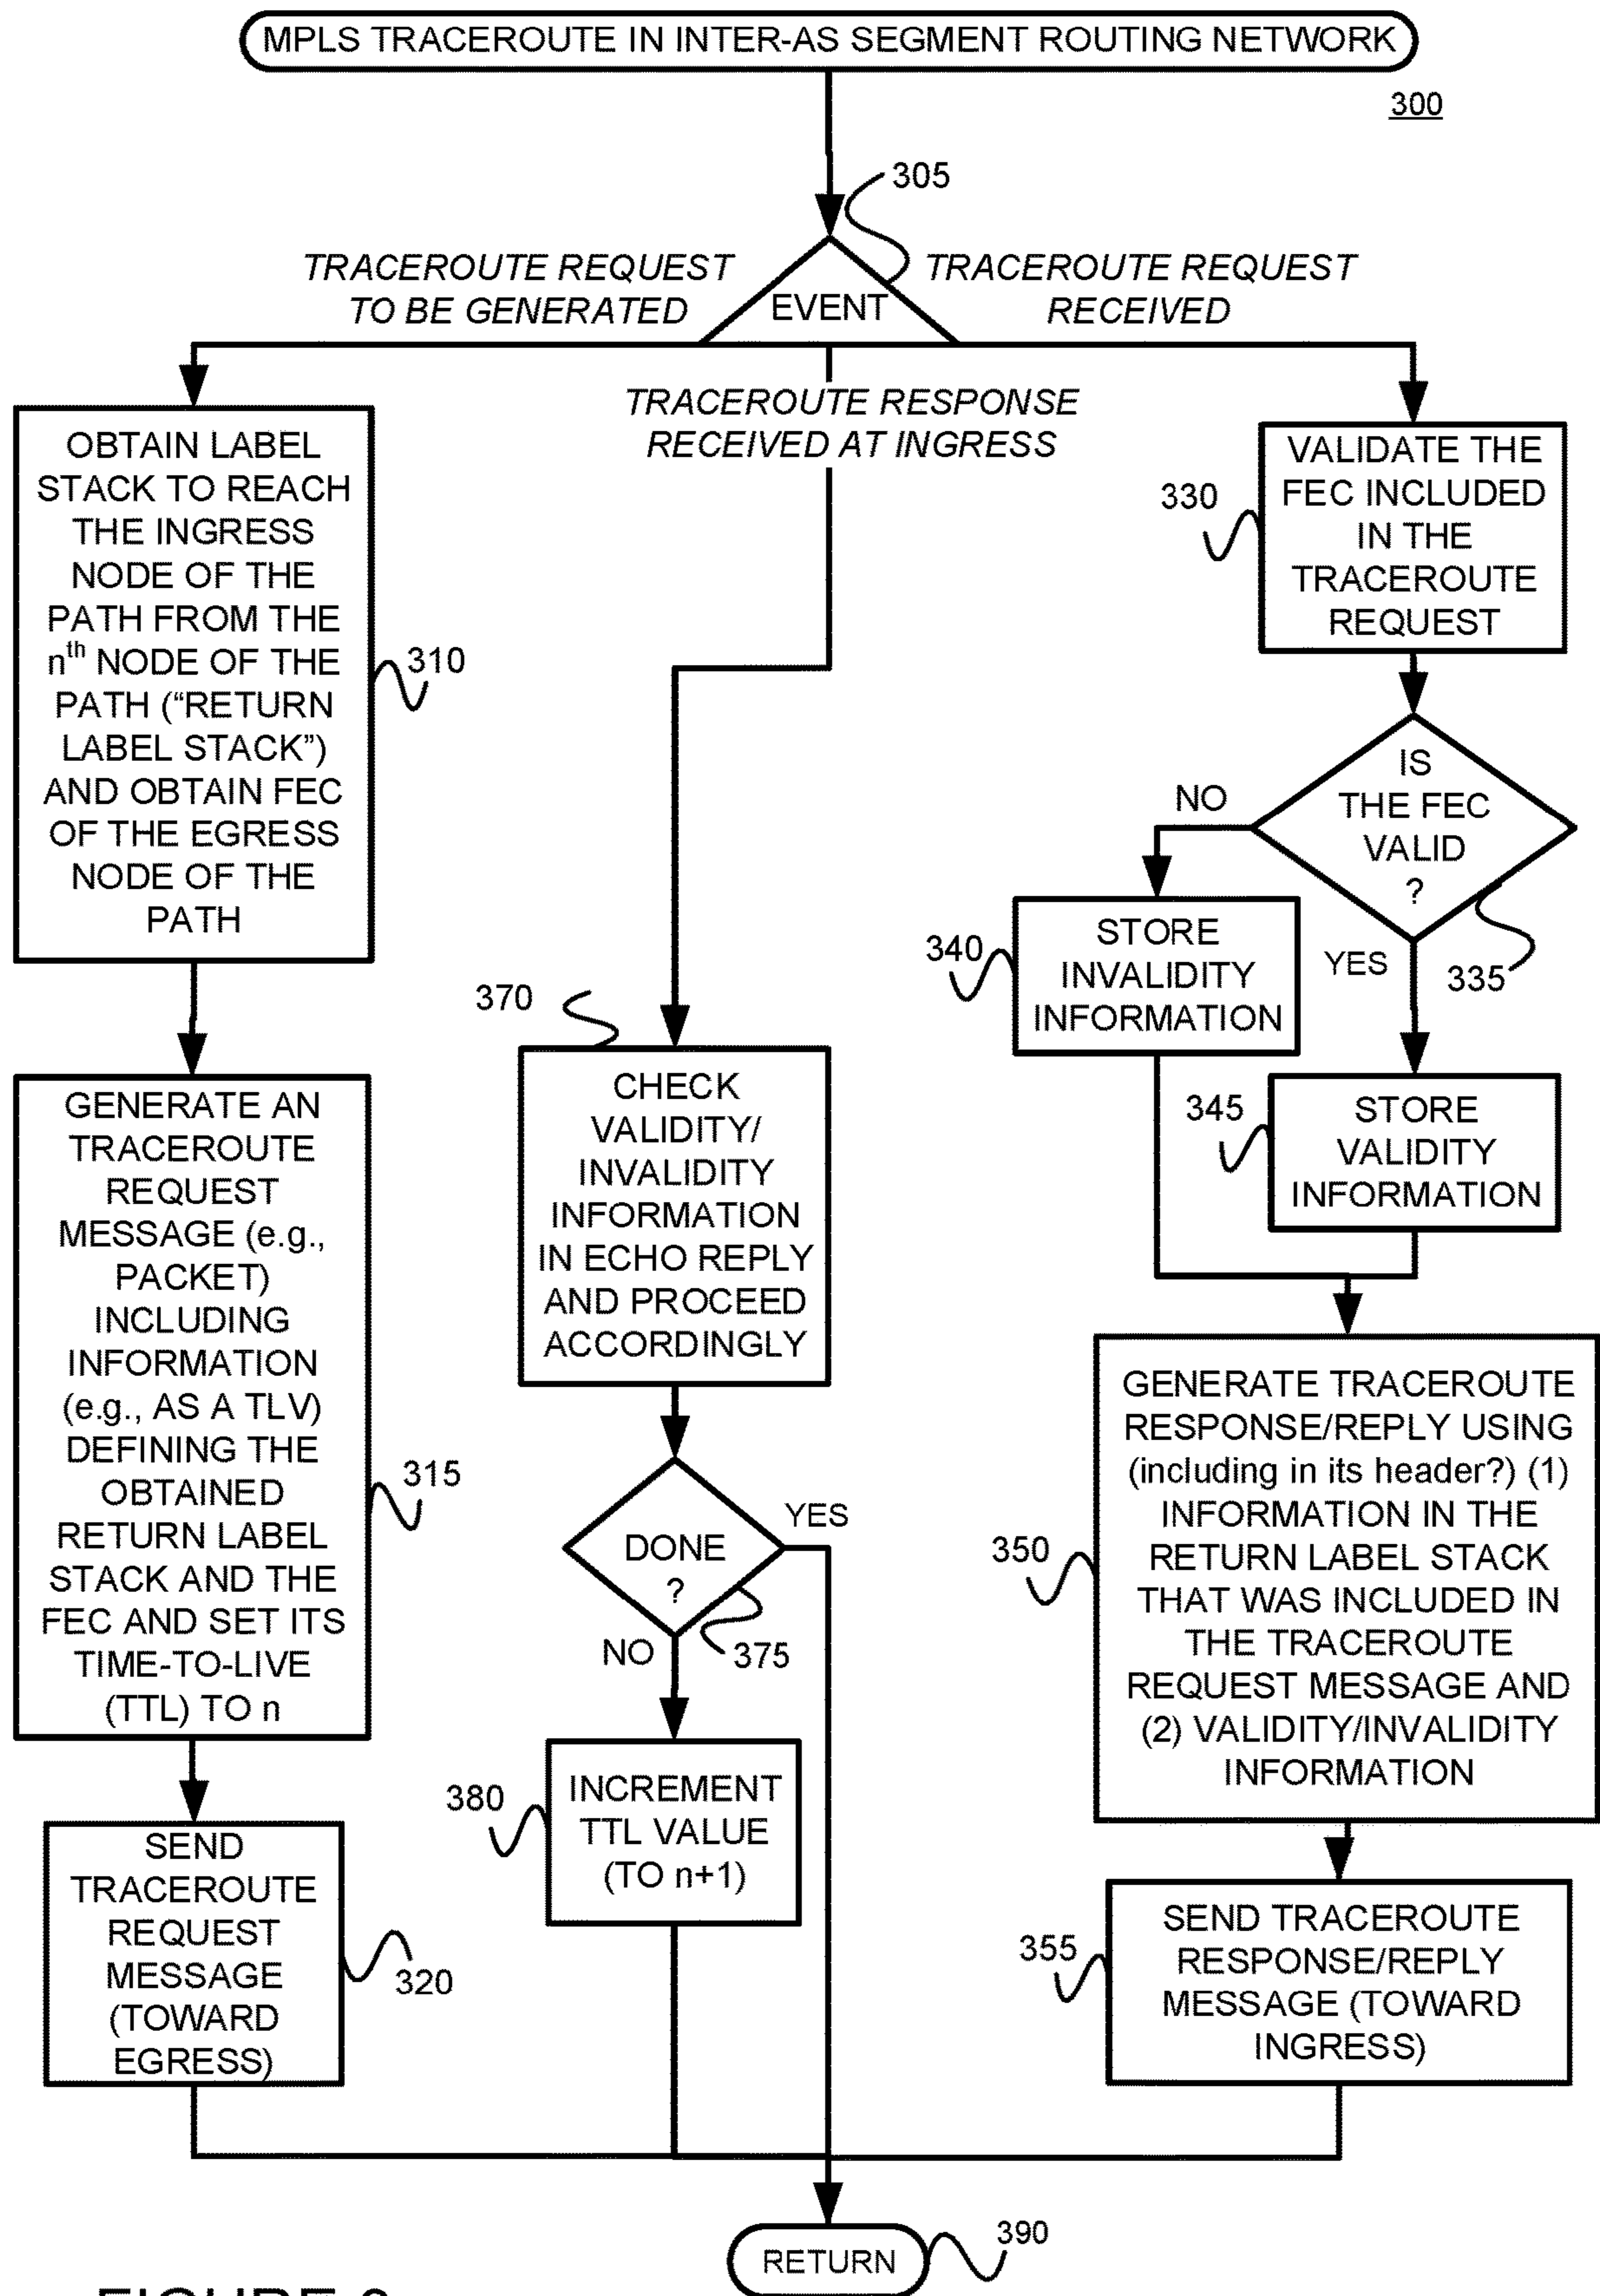 MPLS TRACEROUTE IN INTER-AS SEGMENT ROUTING NETWORK
300
305
TRACEROUTE REQUEST
TO BE GENERATED
EVENT
TRACEROUTE REQUEST
RECEIVED
TRACEROUTE RESPONSE
RECEIVED AT INGRESS
OBTAIN LABEL
STACK TO REACH
THE INGRESS
NODE OF THE
PATH FROM THE
nth NODE OF THE
PATH (“RETURN
LABEL STACK”)
AND OBTAIN FEC
OF THE EGRESS
NODE OF THE
PATH
310
GENERATE AN
TRACEROUTE
REQUEST
MESSAGE (e.g.,
PACKET)
INCLUDING
INFORMATION
(e.g., AS A TLV)
DEFINING THE
OBTAINED
RETURN LABEL
STACK AND THE
FEC AND SET ITS
TIME-TO-LIVE
(TTL) TO n
315
SEND
TRACEROUTE
REQUEST
MESSAGE
(TOWARD
EGRESS)
320
370
CHECK
VALIDITY/
INVALIDITY
INFORMATION
IN ECHO REPLY
AND PROCEED
ACCORDINGLY
DONE
?
YES
NO
375
380
INCREMENT
TTL VALUE
(TO n+1)
330
VALIDATE THE
FEC INCLUDED
IN THE
TRACEROUTE
REQUEST
IS
THE FEC
VALID
?
NO
YES
335
340
STORE
INVALIDITY
INFORMATION
345
STORE
VALIDITY
INFORMATION
350
GENERATE TRACEROUTE
RESPONSE/REPLY USING
(including in its header?) (1)
INFORMATION IN THE
RETURN LABEL STACK
THAT WAS INCLUDED IN
THE TRACEROUTE
REQUEST MESSAGE AND
(2) VALIDITY/INVALIDITY
INFORMATION
355
SEND TRACEROUTE
RESPONSE/REPLY
MESSAGE (TOWARD
INGRESS)
RETURN
390